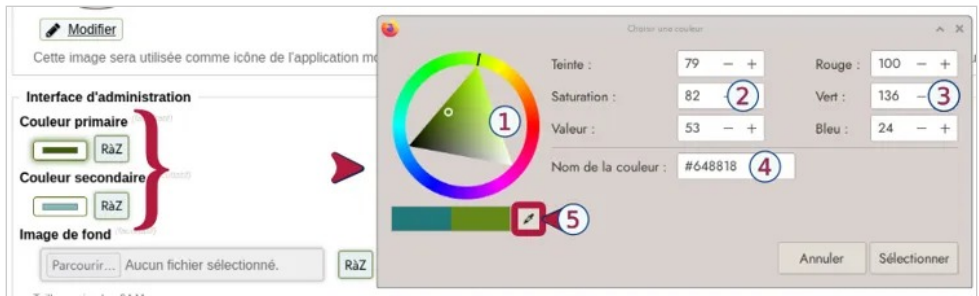 Modifier
Cette image sera utilisée comme icône de l'application mo
Interface d'administration
Couleur primaire (facultatif)
RàZ
Couleur secondaire
RàZ
Image de fond
Parcourir... Aucun fichier sélectionné.
RàZ
Choisir une couleur
Teinte : 79 − +
Saturation : 82 − 2
Valeur : 53 − +
Rouge : 100 − +
Vert : 136 − 3
Bleu : 24 − +
1
Nom de la couleur : #648818 4
5
Annuler
Sélectionner